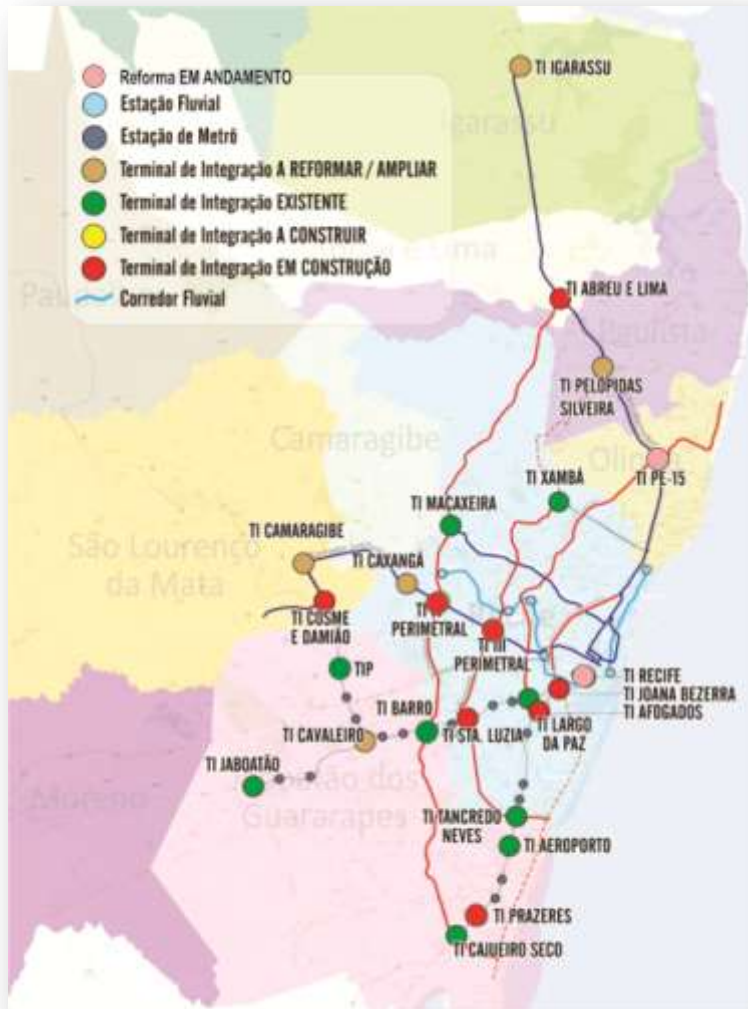 TI IGARASSU
Reforma EM ANDAMENTO
Estação Fluvial
Estação de Metrô
Terminal de Integração A REFORMAR / AMPLIAR
Terminal de Integração EXISTENTE
Terminal de Integração A CONSTRUIR
Terminal de Integração EM CONSTRUÇÃO
Corredor Fluvial
Igarassu
TI ABREU E LIMA
Paulista
TI PELOPIDAS
SILVEIRA
Camaragibe
Olinda
TI PE-15
TI XAMBÁ
TI MACAXEIRA
TI CAMARAGIBE
TI CAXANGÁ
São Lourenço
da Mata
TI COSME
E DAMIÃO
PERIMETRAL
TI III
PERIMETRAL
TIP
TI RECIFE
TI JOANA BEZERRA
TI AFOGADOS
TI BARRO
TI STA. LUZIA
TI LARGO
DA PAZ
TI CAVALEIRO
TI JABOATÃO
Moreno
Jaboatão dos
Guararapes
TI TANCREDO
NEVES
TI AEROPORTO
TI PRAZERES
TI CAJUEIRO SECO